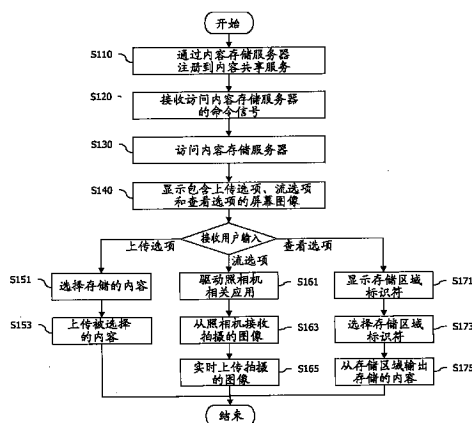 开始
S110
通过内容存储服务器
注册到内容共享服务
S120
接收访问内容存储服务器
的命令信号
S130
访问内容存储服务器
S140
显示包含上传选项、流选项
和查看选项的屏幕图像
接收用户输入
上传选项
流选项
查看选项
S151
选择存储的内容
S153
上传被选择
的内容
S161
驱动照相机
相关应用
S163
从照相机接收
拍摄的图像
S165
实时上传拍摄
的图像
S171
显示存储区域
标识符
S173
选择存储区域
标识符
S175
从存储区域输出
存储的内容
结束